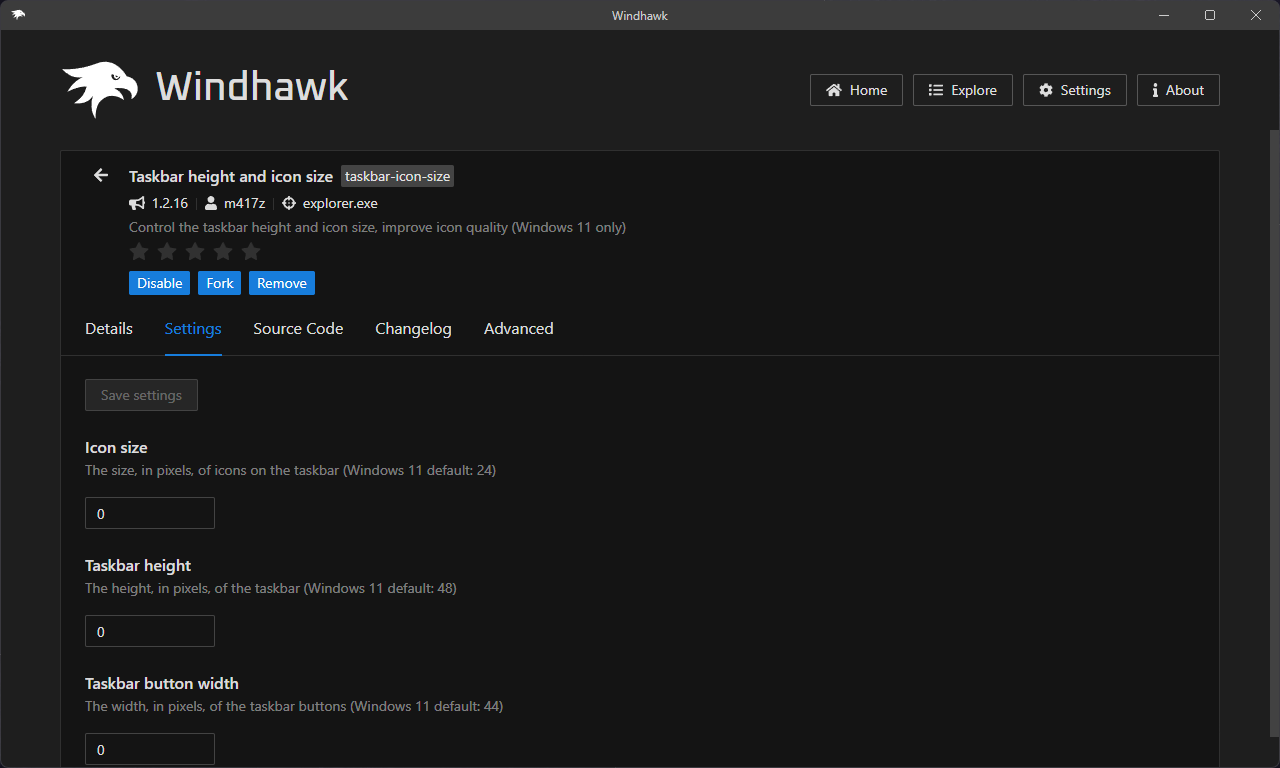 Windhawk
Windhawk
Home Explore Settings About
Taskbar height and icon size taskbar-icon-size
1.2.16 m417z explorer.exe
Control the taskbar height and icon size, improve icon quality (Windows 11 only)
Disable Fork Remove
Details Settings Source Code Changelog Advanced
Save settings
Icon size
The size, in pixels, of icons on the taskbar (Windows 11 default: 24)
0
Taskbar height
The height, in pixels, of the taskbar (Windows 11 default: 48)
0
Taskbar button width
The width, in pixels, of the taskbar buttons (Windows 11 default: 44)
0